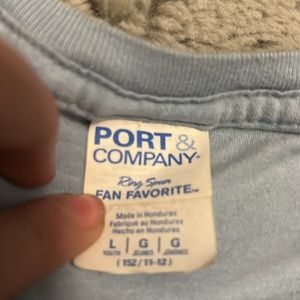 PORT &
COMPANY®
Ring Spun
FAN FAVORITE™
Made in Honduras
Fabriqué au Honduras
Hecho en Honduras
L G G
YOUTH JEUNES JÓVENES
(152/11-12)